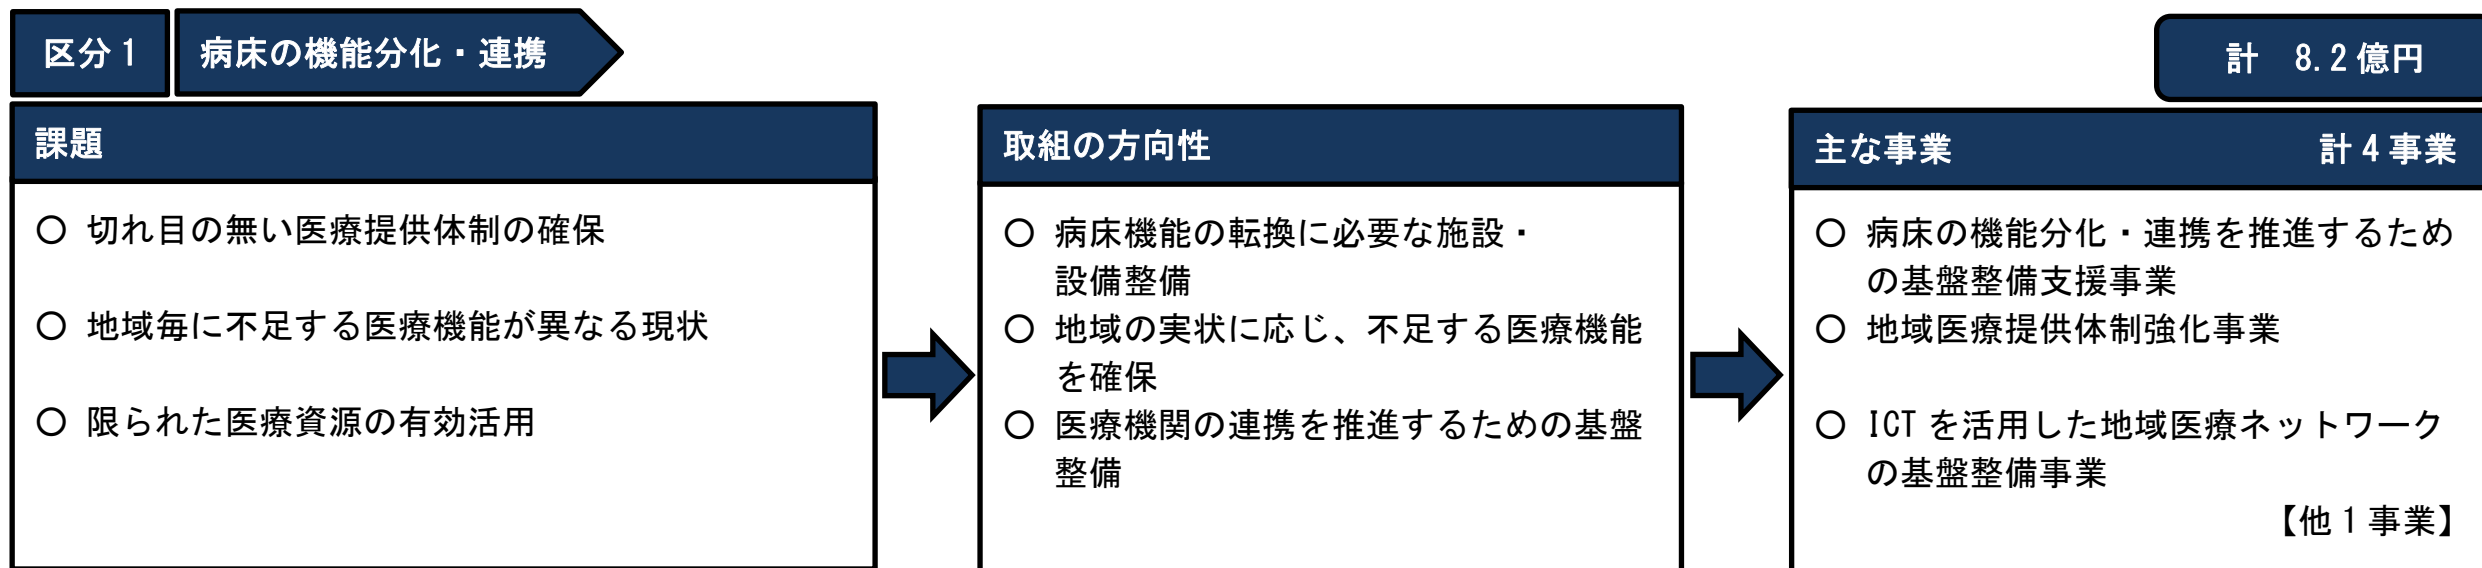 区分1 病床の機能分化・連携
計 8.2億円
課題
〇 切れ目の無い医療提供体制の確保
〇 地域毎に不足する医療機能が異なる現状
〇 限られた医療資源の有効活用
取組の方向性
〇 病床機能の転換に必要な施設・
設備整備
〇 地域の実状に応じ、不足する医療機能
を確保
〇 医療機関の連携を推進するための基盤
整備
主な事業 計4事業
〇 病床の機能分化・連携を推進するため
の基盤整備支援事業
〇 地域医療提供体制強化事業
〇 ICTを活用した地域医療ネットワーク
の基盤整備事業
【他1事業】